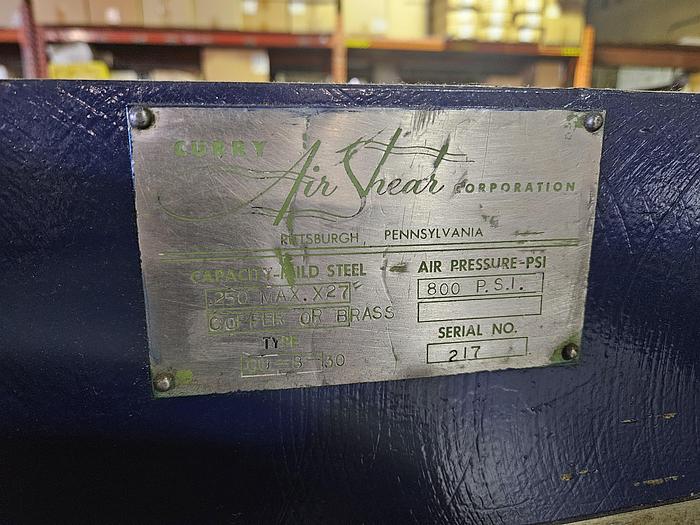 CURRY Air Shear CORPORATION
PITTSBURGH, PENNSYLVANIA
CAPACITY-MILD STEEL
.250 MAX. X27"
COPPER OR BRASS
TYPE
AIR PRESSURE-PSI
800 P.S.I.
SERIAL NO.
217